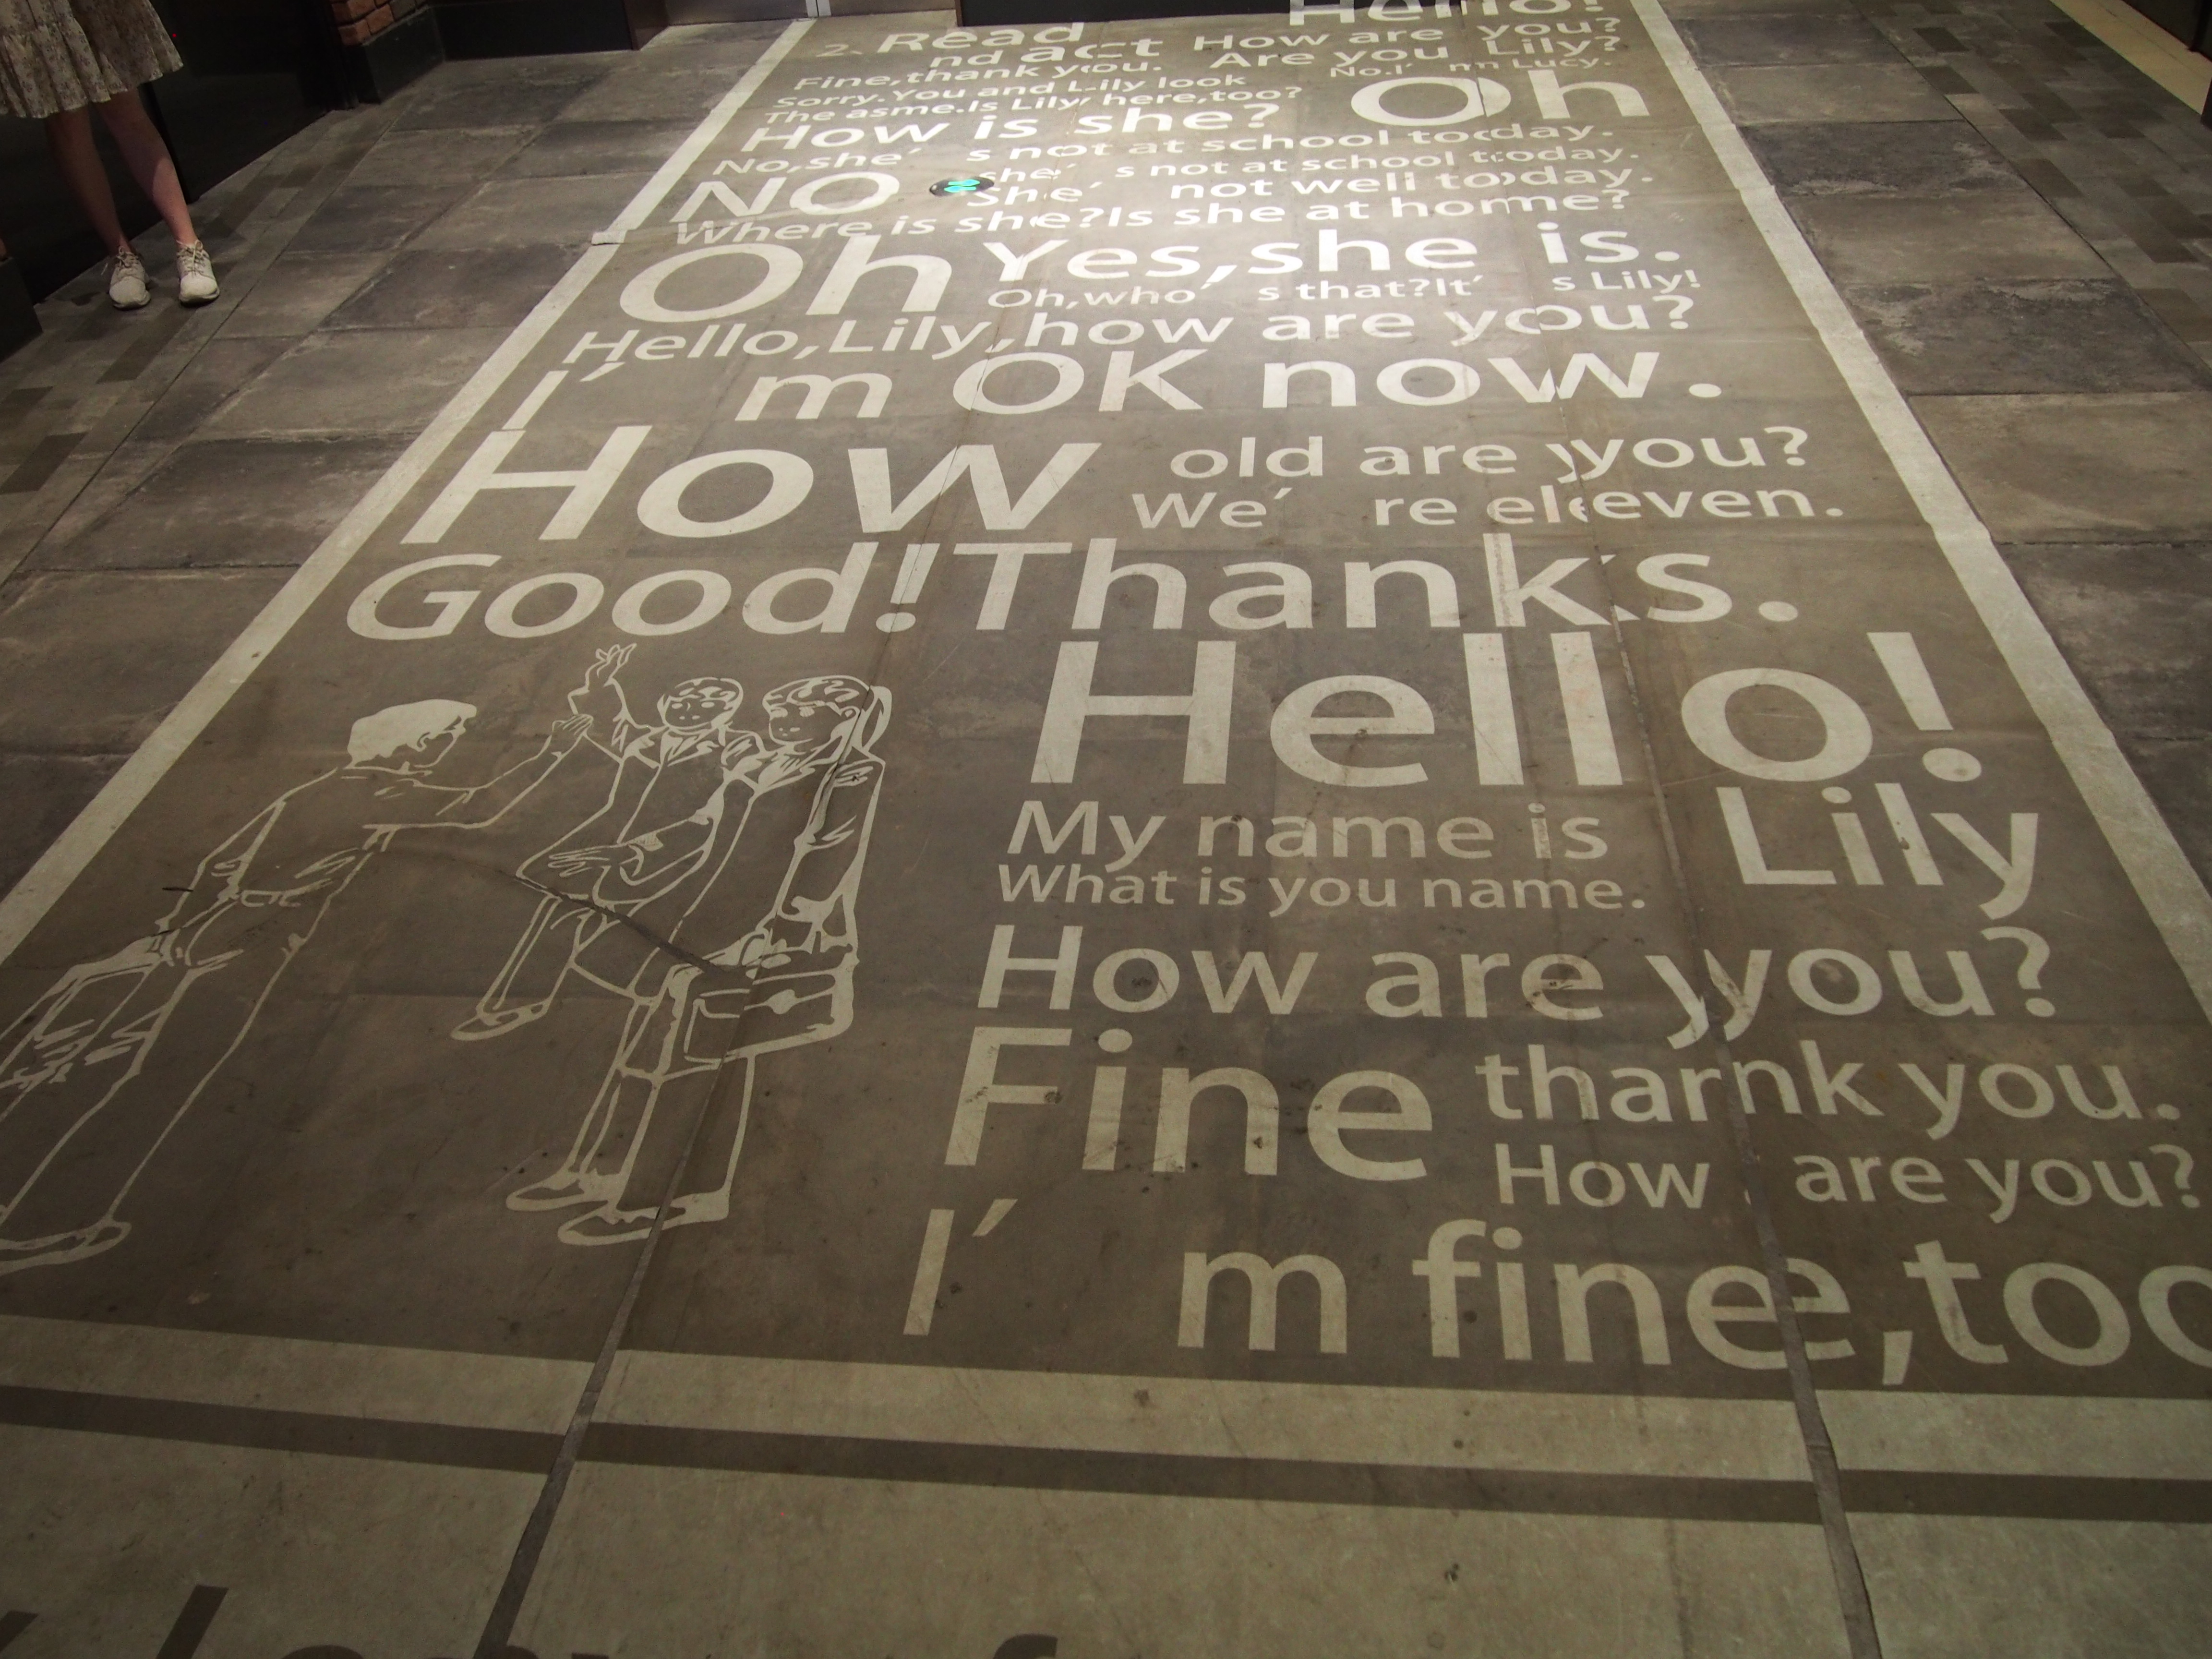 Hello!
2. Read How are you?
nd act Are you Lily?
Fine,thank you. No.I' m Lucy.
Sorry.You and Lily look Oh
The asme.Is Lily here,too?
How is she?
No,she' s not at school today.
NO she' s not at school today.
She' not well today.
Where is she?Is she at home?
Oh Yes,she is.
Oh,who' s that?It' s Lily!
Hello,Lily,how are you?
I' m OK now.
How old are you?
We' re eleven.
Good!Thanks.
Hello!
My name is Lily
What is you name.
How are you?
Fine thank you.
How are you?
I' m fine,too